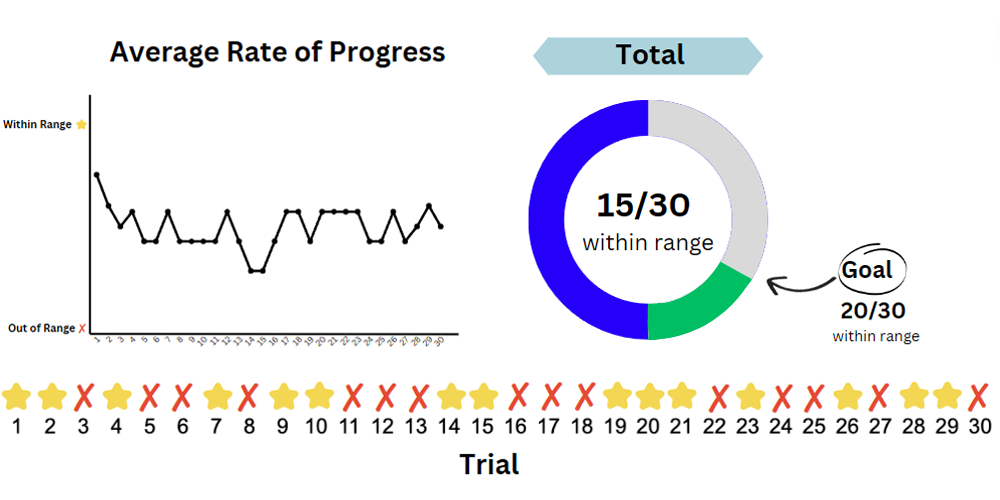 Average Rate of Progress
Within Range
Out of Range
1 2 3 4 5 6 7 8 9 10 11 12 13 14 15 16 17 18 19 20 21 22 23 24 25 26 27 28 29 30
Total
15/30
within range
Goal
20/30
within range
1 2 3 4 5 6 7 8 9 10 11 12 13 14 15 16 17 18 19 20 21 22 23 24 25 26 27 28 29 30
Trial